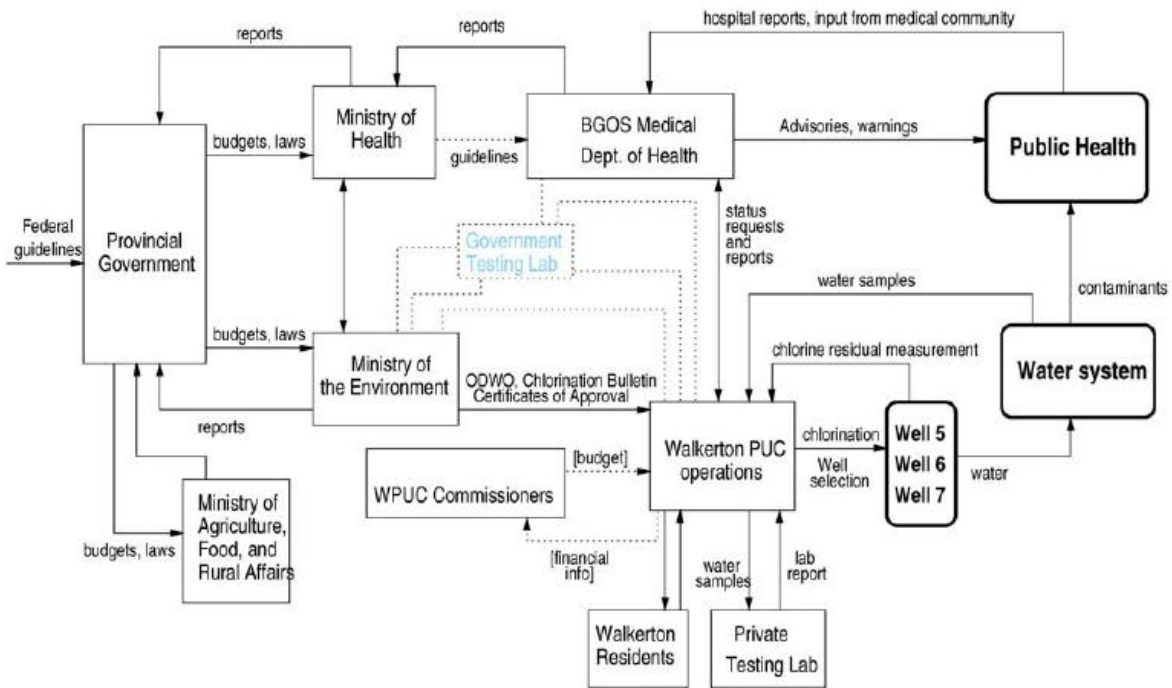 hospital reports, input from medical community
reports
reports
Ministry of
Health
BGOS Medical
Dept. of Health
Public Health
budgets, laws
guidelines
Advisories, warnings
Federal
guidelines
Provincial
Government
Government
Testing Lab
status
requests
and
reports
water samples
contaminants
budgets, laws
Ministry of
the Environment
ODWO, Chlorination Bulletin
Certificates of Approval
chlorine residual measurement
Water system
reports
[budget]
WPUC Commissioners
Walkerton PUC
operations
chlorination
Well
selection
Well 5
Well 6
Well 7
water
Ministry of
Agriculture,
Food, and
Rural Affairs
budgets, laws
[financial
info]
water
samples
lab
report
Walkerton
Residents
Private
Testing Lab